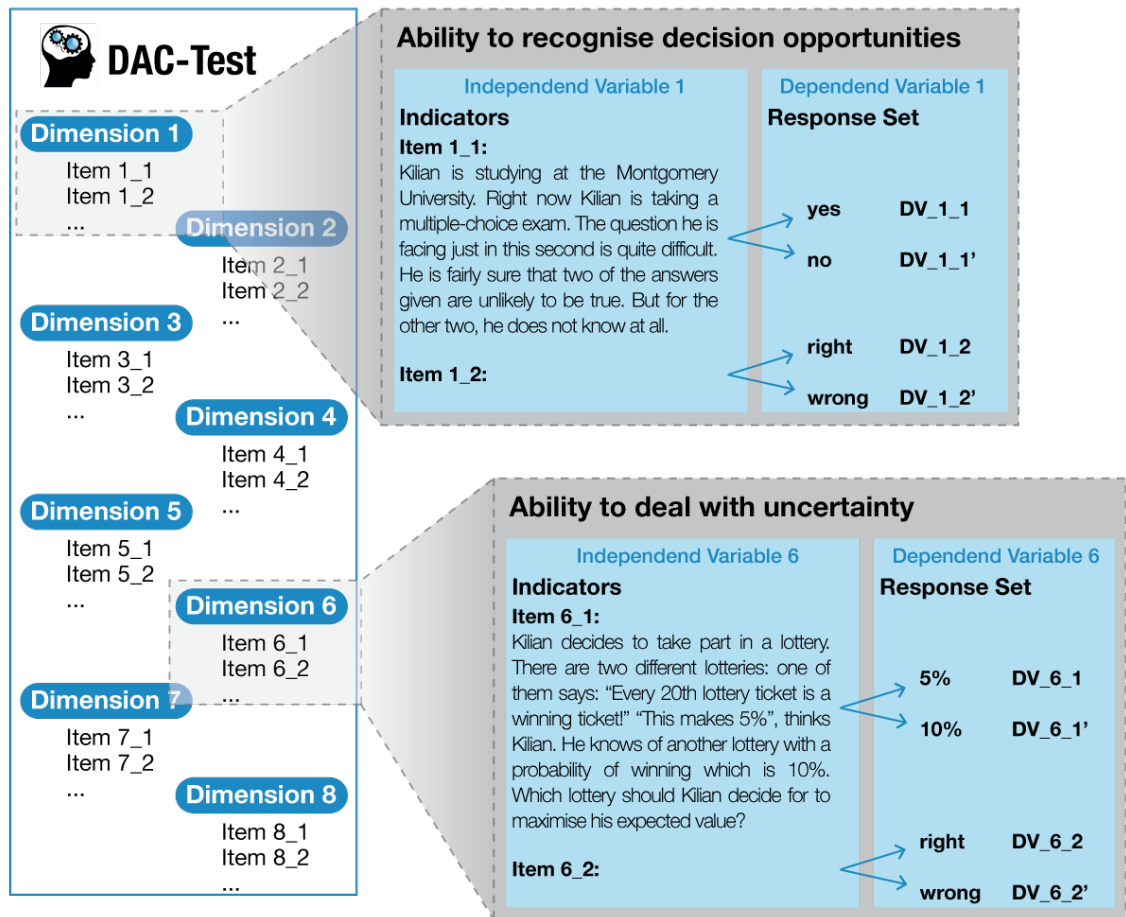 DAC-Test
Dimension 1
Item 1_1
Item 1_2
...
Dimension 2
Item 2_1
Item 2_2
...
Dimension 3
Item 3_1
Item 3_2
...
Dimension 4
Item 4_1
Item 4_2
...
Dimension 5
Item 5_1
Item 5_2
...
Dimension 6
Item 6_1
Item 6_2
...
Dimension 7
Item 7_1
Item 7_2
...
Dimension 8
Item 8_1
Item 8_2
...
Ability to recognise decision opportunities
Independend Variable 1
Indicators
Item 1_1:
Kilian is studying at the Montgomery
University. Right now Kilian is taking a
multiple-choice exam. The question he is
facing just in this second is quite difficult.
He is fairly sure that two of the answers
given are unlikely to be true. But for the
other two, he does not know at all.
Item 1_2:
Dependend Variable 1
Response Set
yes DV_1_1
no DV_1_1’
right DV_1_2
wrong DV_1_2’
Ability to deal with uncertainty
Independend Variable 6
Indicators
Item 6_1:
Kilian decides to take part in a lottery.
There are two different lotteries: one of
them says: “Every 20th lottery ticket is a
winning ticket!” “This makes 5%”, thinks
Kilian. He knows of another lottery with a
probability of winning which is 10%.
Which lottery should Kilian decide for to
maximise his expected value?
Item 6_2:
Dependend Variable 6
Response Set
5% DV_6_1
10% DV_6_1’
right DV_6_2
wrong DV_6_2’